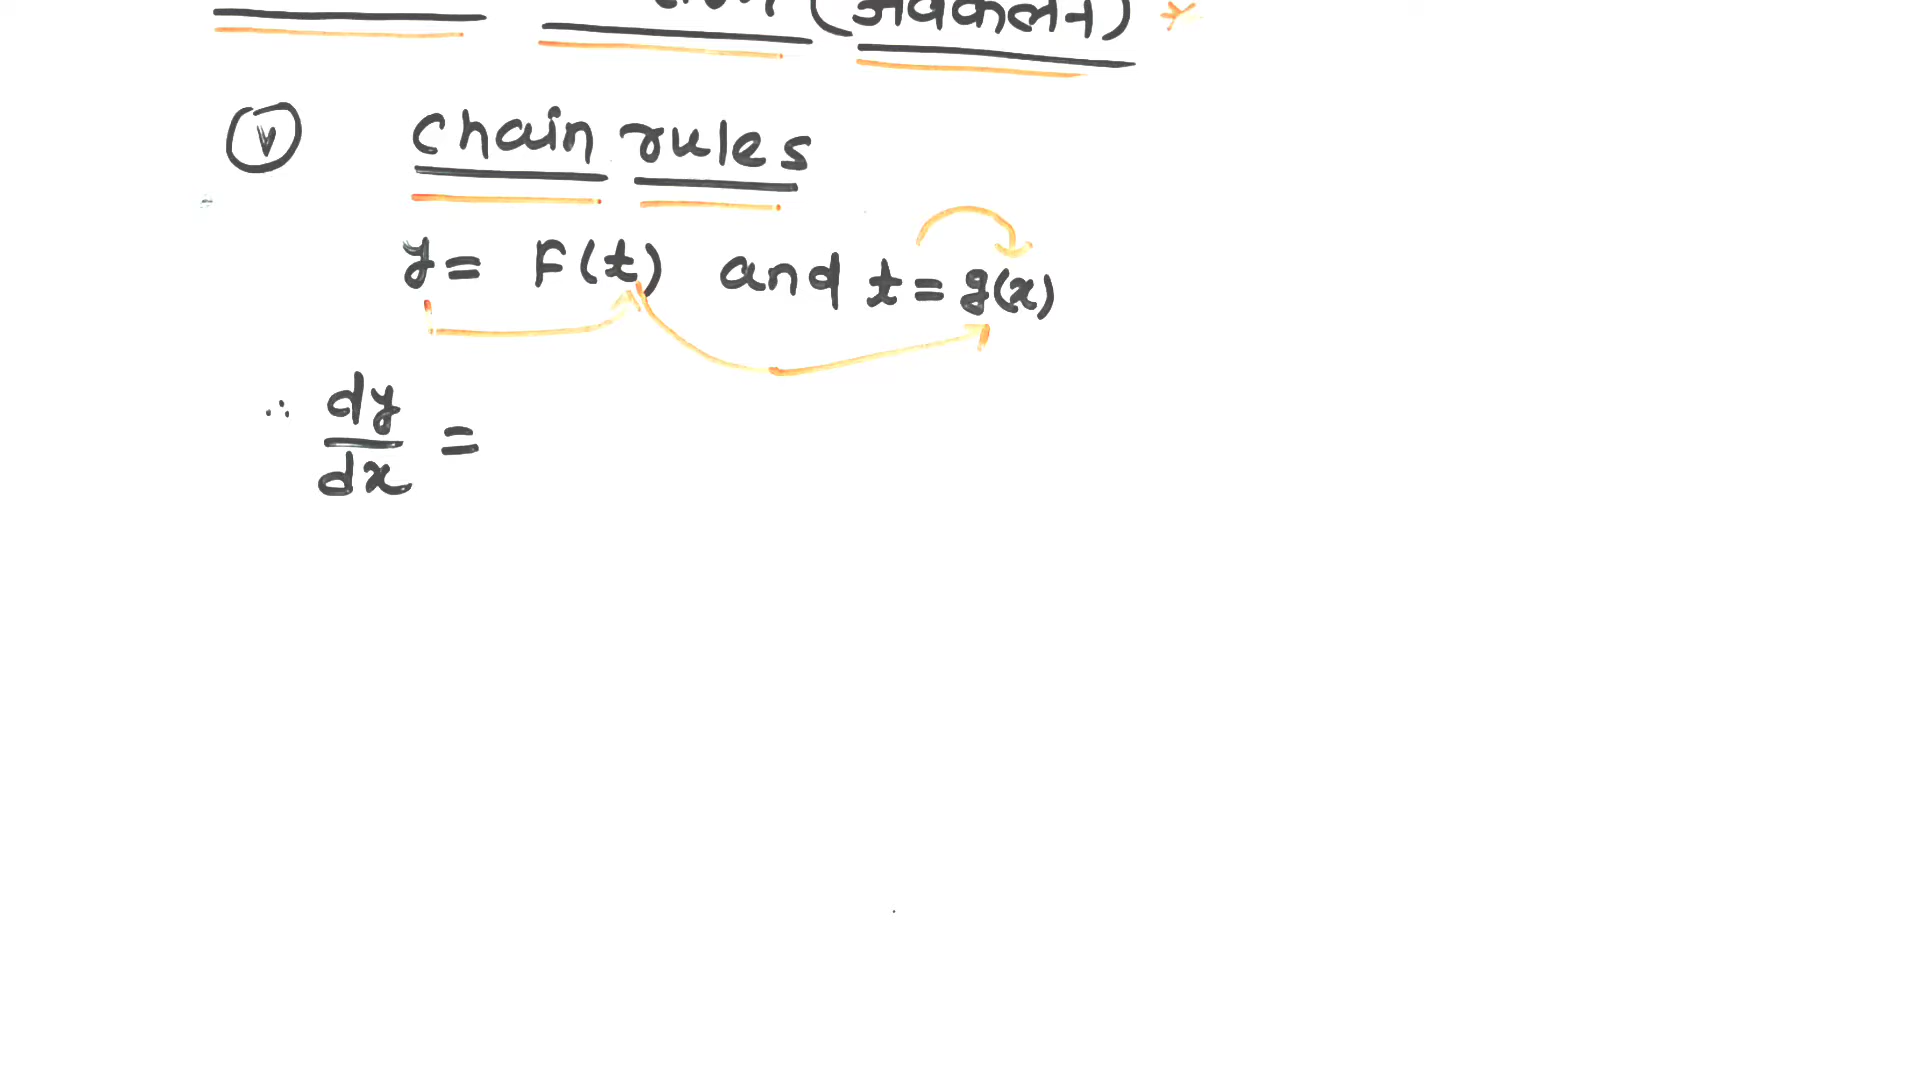 (अवकलन) *
(v) chain rules
y = F(t) and t = g(x)
∴ dy/dx =